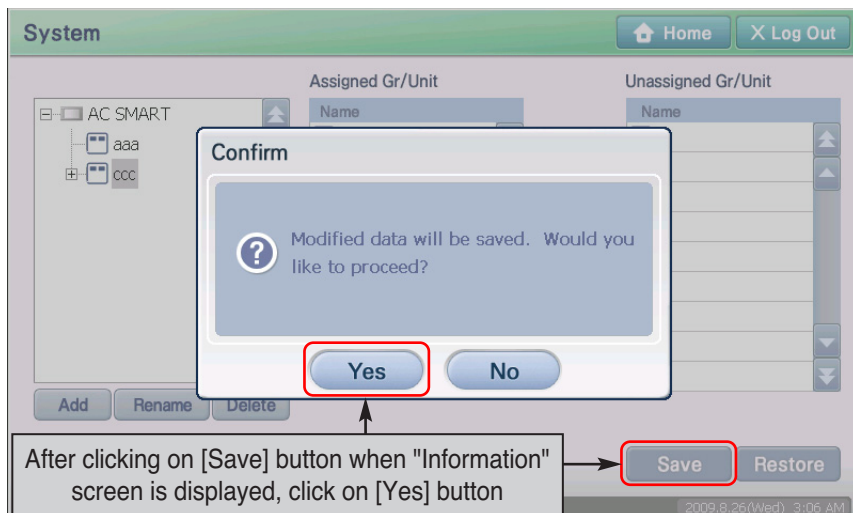 System
Home
X Log Out
Assigned Gr/Unit
Unassigned Gr/Unit
AC SMART
Name
Name
aaa
ccc
Confirm
Modified data will be saved. Would you
like to proceed?
Yes
No
Add
Rename
Delete
After clicking on [Save] button when "Information"
screen is displayed, click on [Yes] button
Save
Restore
2009.8.26(Wed) 3:06 AM